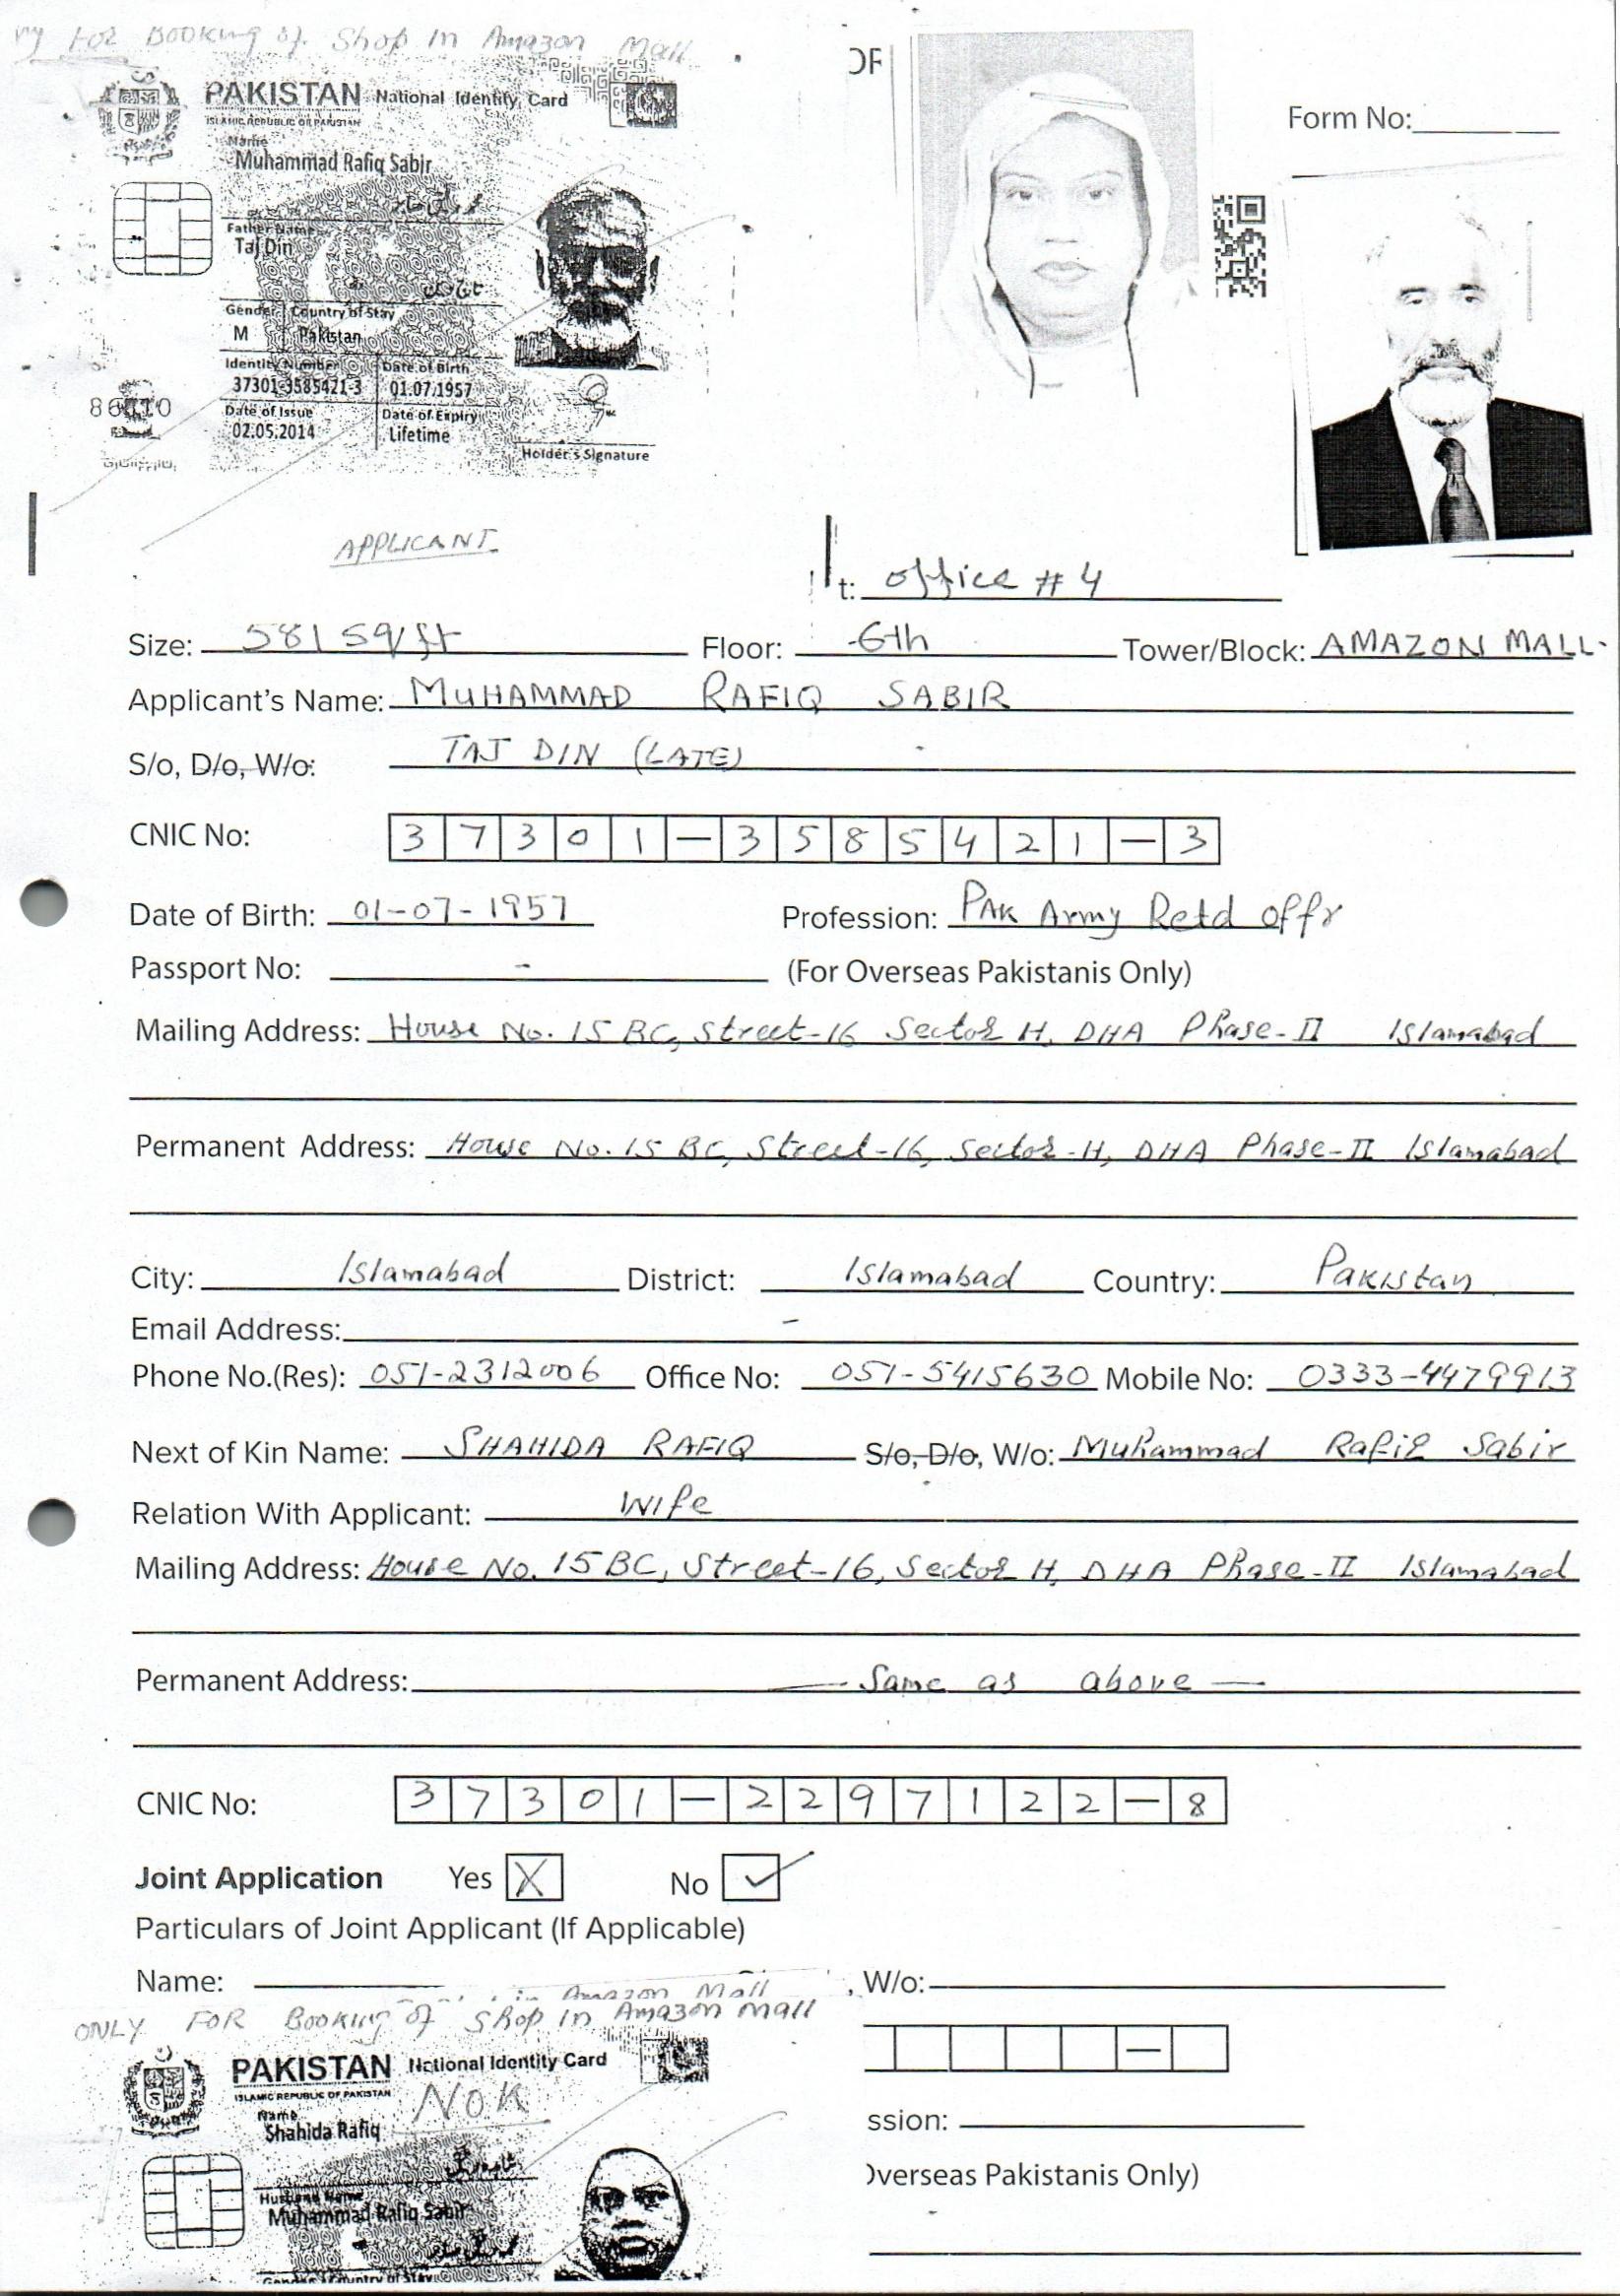 For Booking of Shop in Amazon Mall
PAKISTAN National Identity Card
ISLAMIC REPUBLIC OF PAKISTAN
Name
Muhammad Rafiq Sabir
Father Name
Taj Din
تاج دین
Gender Country of Stay
M Pakistan
Identity Number Date of Birth
37301-3585421-3 01.07.1957
Date of Issue Date of Expiry
02.05.2014 Lifetime
Holder's Signature
OF
Form No:
APPLICANT
t: office # 4
Size: 581 sq/ft Floor: 6th Tower/Block: AMAZON MALL.
Applicant's Name: MUHAMMAD RAFIQ SABIR
S/o, D/o, W/o: TAJ DIN (LATE)
CNIC No: 37301-3585421-3
Date of Birth: 01-07-1957 Profession: PAK Army Retd offr
Passport No: - (For Overseas Pakistanis Only)
Mailing Address: House No. 15 BC, Street-16 Sector H, DHA Phase-II Islamabad
Permanent Address: House No. 15 BC, Street-16, Sector-H, DHA Phase-II Islamabad
City: Islamabad District: Islamabad Country: Pakistan
Email Address: -
Phone No.(Res): 051-2312006 Office No: 051-5415630 Mobile No: 0333-4479913
Next of Kin Name: SHAHIDA RAFIQ S/o, D/o, W/o: Muhammad Rafiq Sabir
Relation With Applicant: Wife
Mailing Address: House No. 15 BC, Street-16, Sector H, DHA Phase-II Islamabad
Permanent Address: — Same as above —
CNIC No: 37301-2297122-8
Joint Application Yes X No ✓
Particulars of Joint Applicant (If Applicable)
Name: , W/o:
in Amazon Mall
ONLY FOR Booking of Shop in Amazon Mall
PAKISTAN National Identity Card
ISLAMIC REPUBLIC OF PAKISTAN
NOK
Name
Shahida Rafiq
Husband Name
Muhammad Rafiq Sabir
Gender Country of Stay
—
ssion:
Overseas Pakistanis Only)